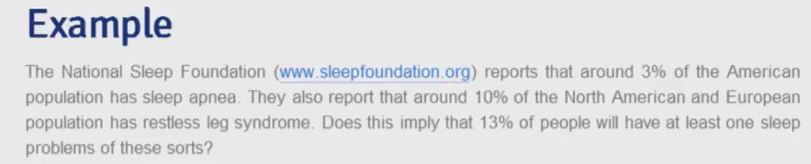 Example
The National Sleep Foundation (www.sleepfoundation.org) reports that around 3% of the American
population has sleep apnea. They also report that around 10% of the North American and European
population has restless leg syndrome. Does this imply that 13% of people will have at least one sleep
problems of these sorts?